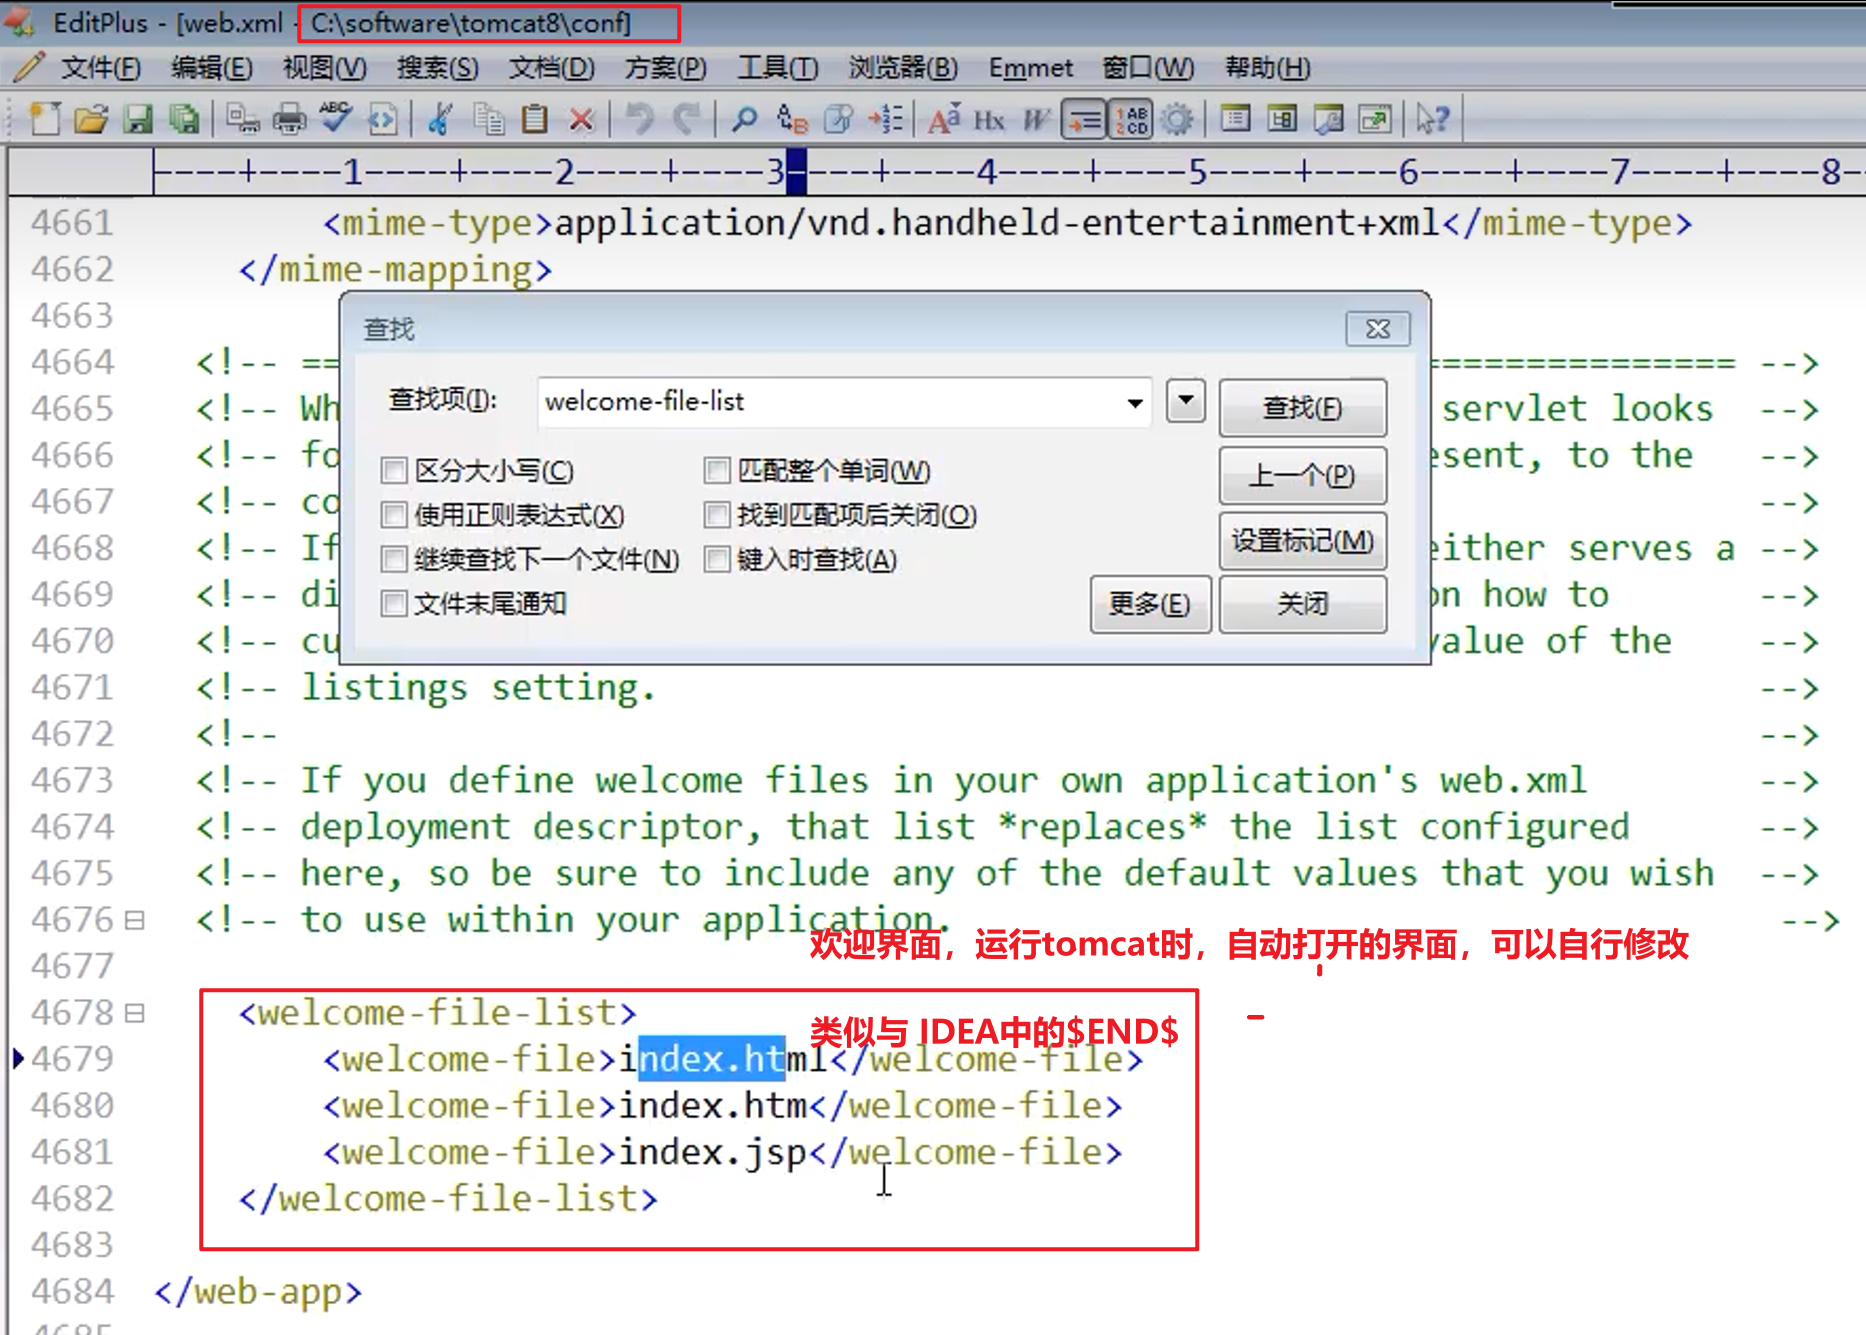 EditPlus - [web.xml - C:\software\tomcat8\conf]
文件(F) 编辑(E) 视图(V) 搜索(S) 文档(D) 方案(P) 工具(T) 浏览器(B) Emmet 窗口(W) 帮助(H)
----+----1----+----2----+----3----+----4----+----5----+----6----+----7----+----8-
4661 <mime-type>application/vnd.handheld-entertainment+xml</mime-type>
4662 </mime-mapping>
4663
查找
4664 <!-- == ============== -->
查找项(I): welcome-file-list 查找(F)
4665 <!-- Wh servlet looks -->
4666 <!-- fo esent, to the -->
区分大小写(C) 匹配整个单词(W) 上一个(P)
4667 <!-- co -->
使用正则表达式(X) 找到匹配项后关闭(O)
设置标记(M)
4668 <!-- If either serves a -->
继续查找下一个文件(N) 键入时查找(A)
4669 <!-- di on how to -->
文件末尾通知 更多(E) 关闭
4670 <!-- cu value of the -->
4671 <!-- listings setting. -->
4672 <!-- -->
4673 <!-- If you define welcome files in your own application's web.xml -->
4674 <!-- deployment descriptor, that list *replaces* the list configured -->
4675 <!-- here, so be sure to include any of the default values that you wish -->
4676 <!-- to use within your application. -->
欢迎界面，运行tomcat时，自动打开的界面，可以自行修改
4677
4678 <welcome-file-list>
类似与 IDEA中的$END$
4679 <welcome-file>index.html</welcome-file>
4680 <welcome-file>index.htm</welcome-file>
4681 <welcome-file>index.jsp</welcome-file>
4682 </welcome-file-list>
4683
4684 </web-app>
4685